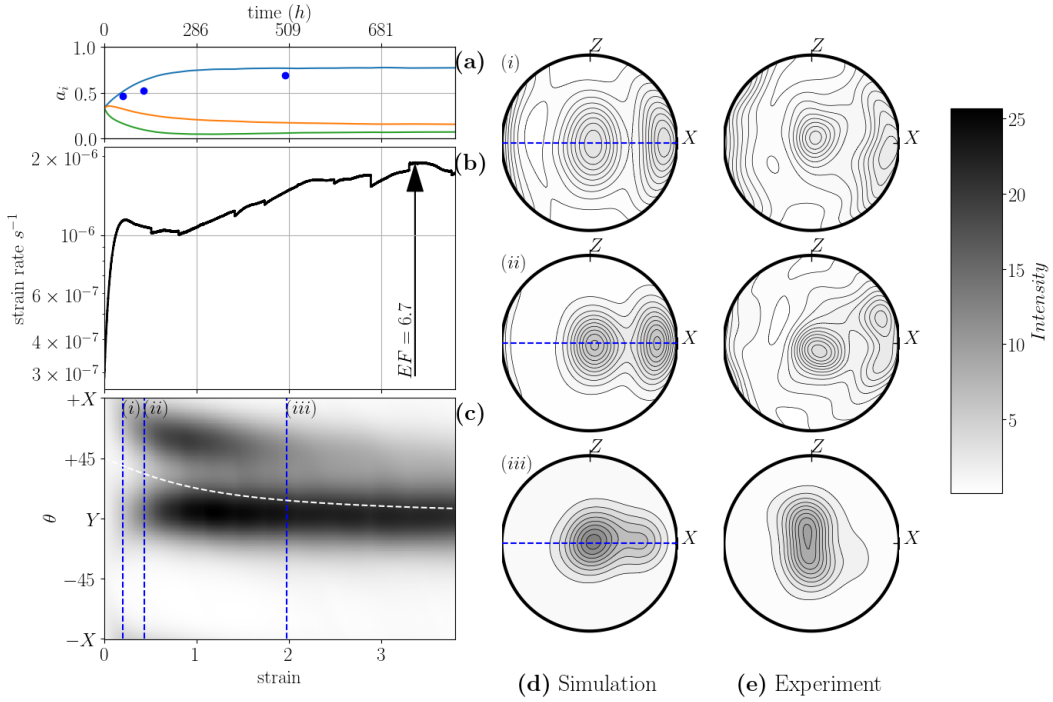 time (h)
0 286 509 681
1.0
0.5
0.0
a_i
(a)
2 × 10⁻⁶
10⁻⁶
6 × 10⁻⁷
4 × 10⁻⁷
3 × 10⁻⁷
strain rate s⁻¹
EF = 6.7
(b)
+X
+45
Y
−45
−X
θ
(i) (ii) (iii)
(c)
0 1 2 3
strain
(i)
Z
X
Z
X
(ii)
Z
X
Z
X
(iii)
Z
X
Z
X
(d) Simulation
(e) Experiment
25
20
15
10
5
Intensity